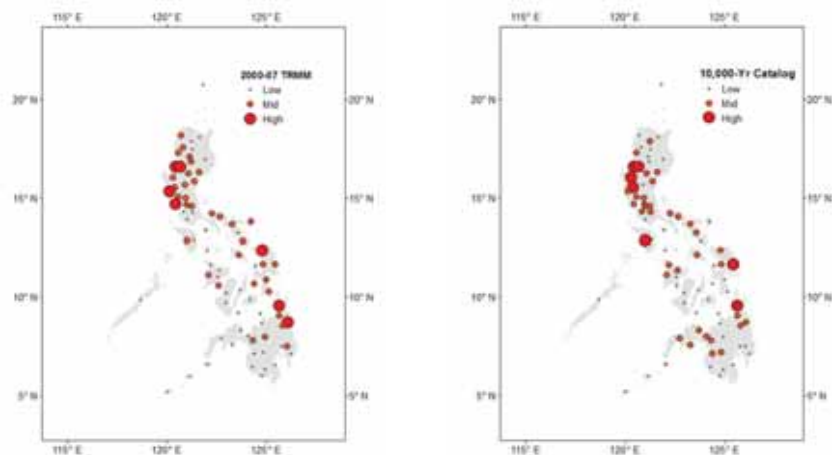 115° E 120° E 125° E
2000-07 TRMM
Low
Mid
High
20° N 20° N
15° N 15° N
10° N 10° N
5° N 5° N
115° E 120° E 125° E
115° E 120° E 125° E
10,000-Yr Catalog
Low
Mid
High
20° N 20° N
15° N 15° N
10° N 10° N
5° N 5° N
115° E 120° E 125° E